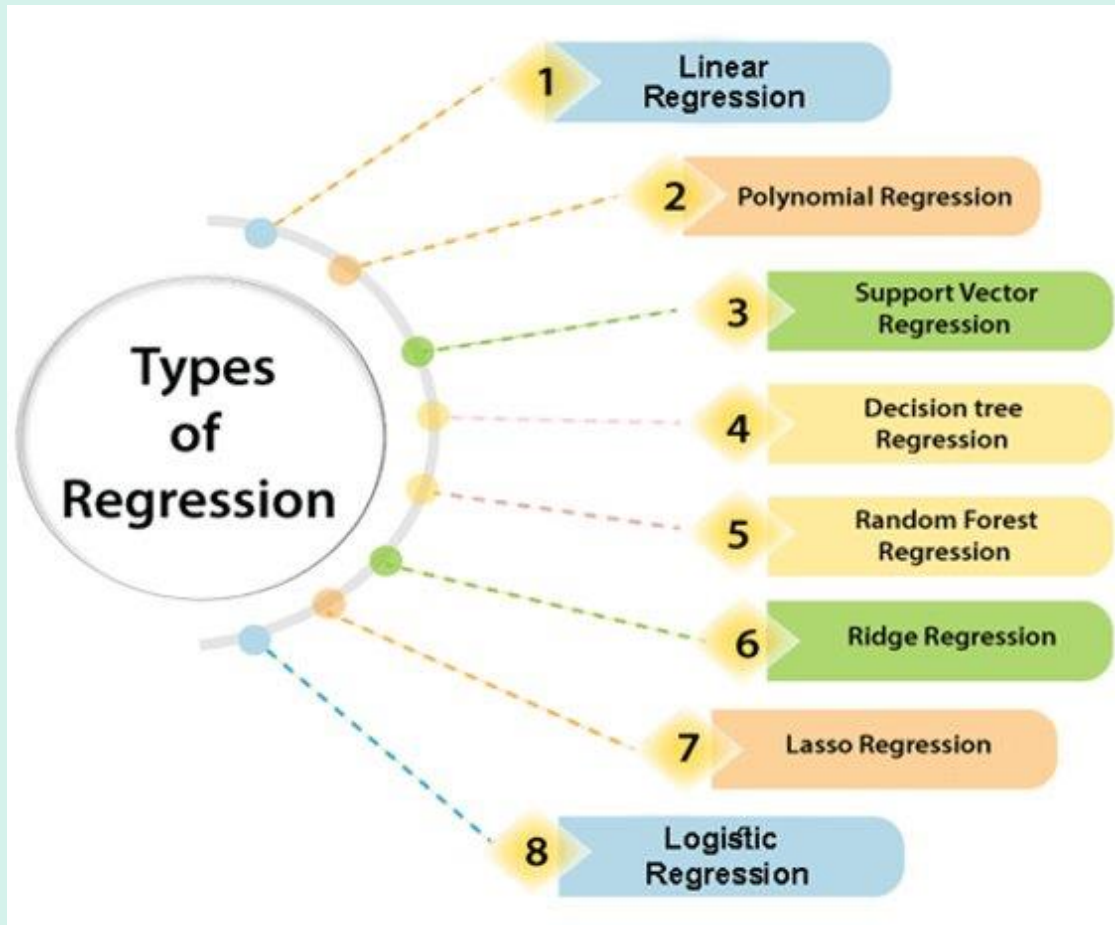 Types
of
Regression
1
Linear
Regression
2
Polynomial Regression
3
Support Vector
Regression
4
Decision tree
Regression
5
Random Forest
Regression
6
Ridge Regression
7
Lasso Regression
8
Logistic
Regression